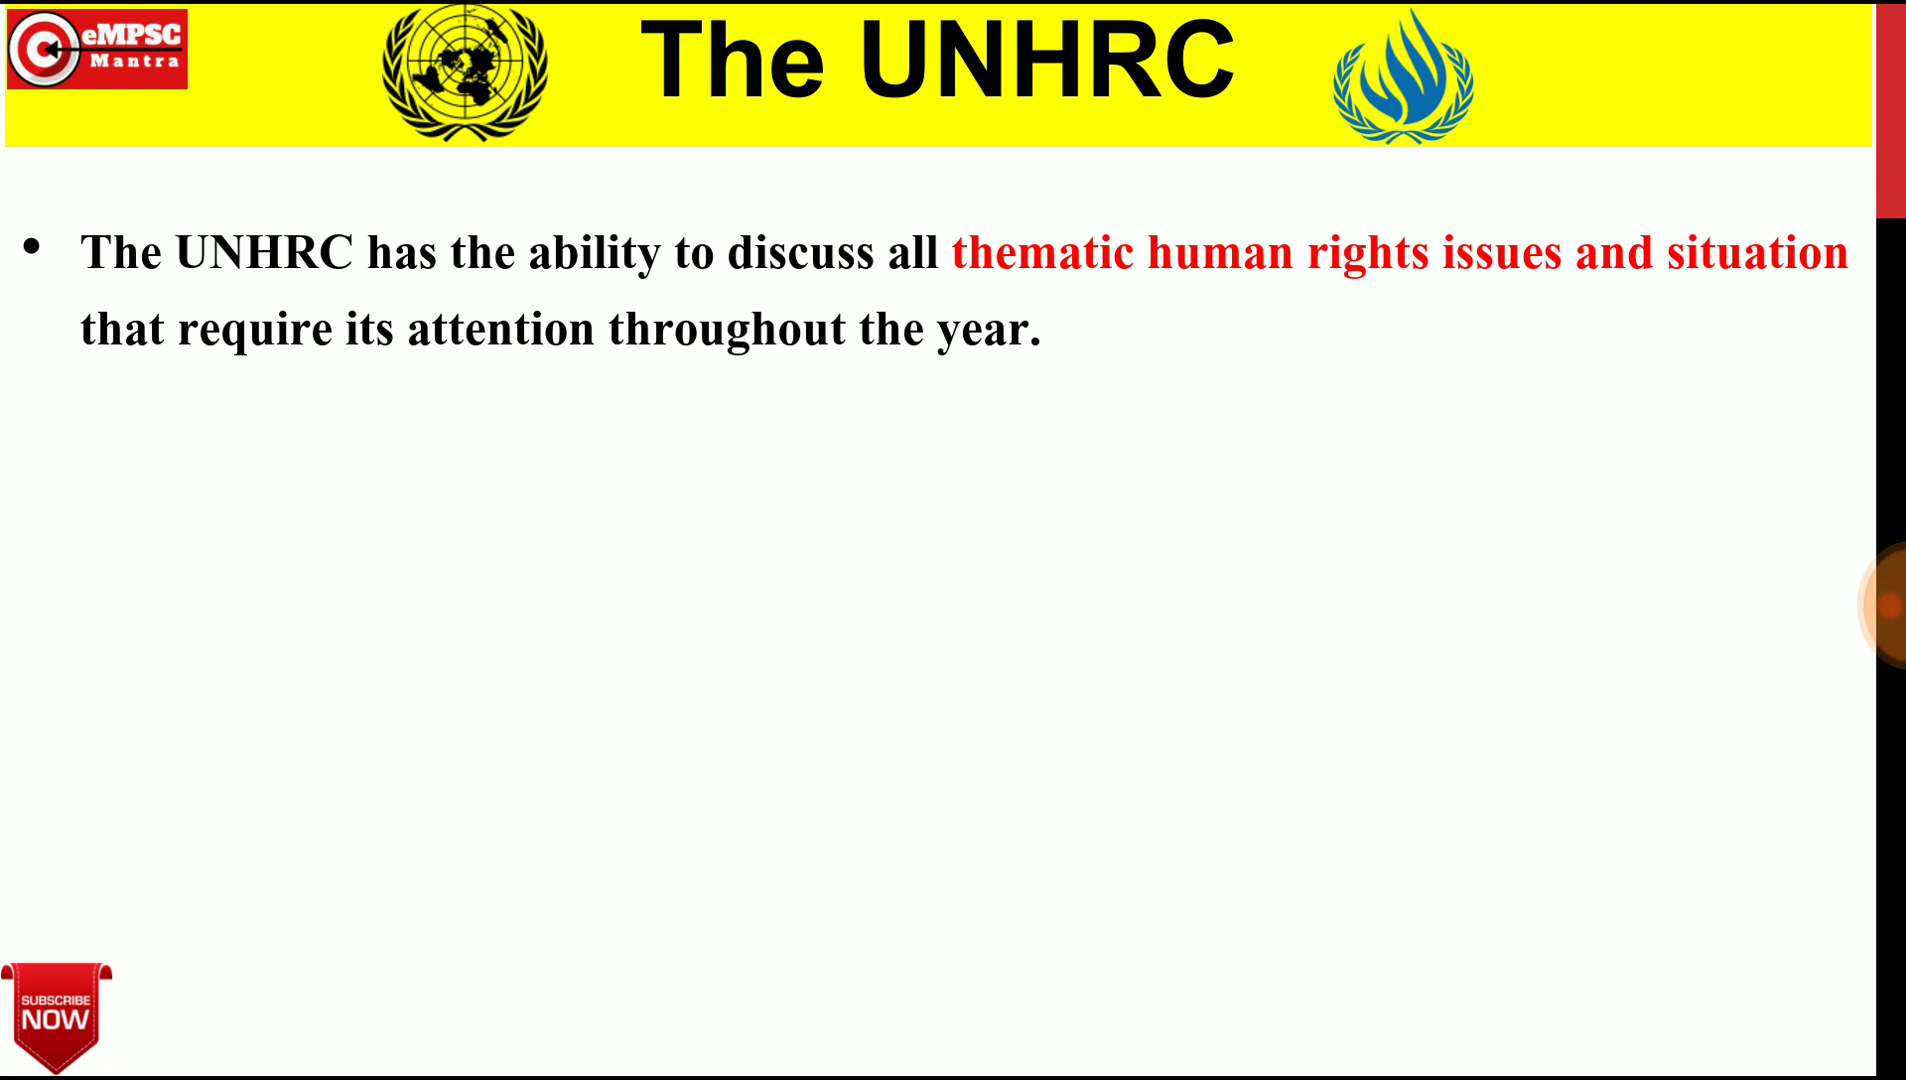 eMPSC
Mantra
The UNHRC
• The UNHRC has the ability to discuss all thematic human rights issues and situation
that require its attention throughout the year.
SUBSCRIBE
NOW